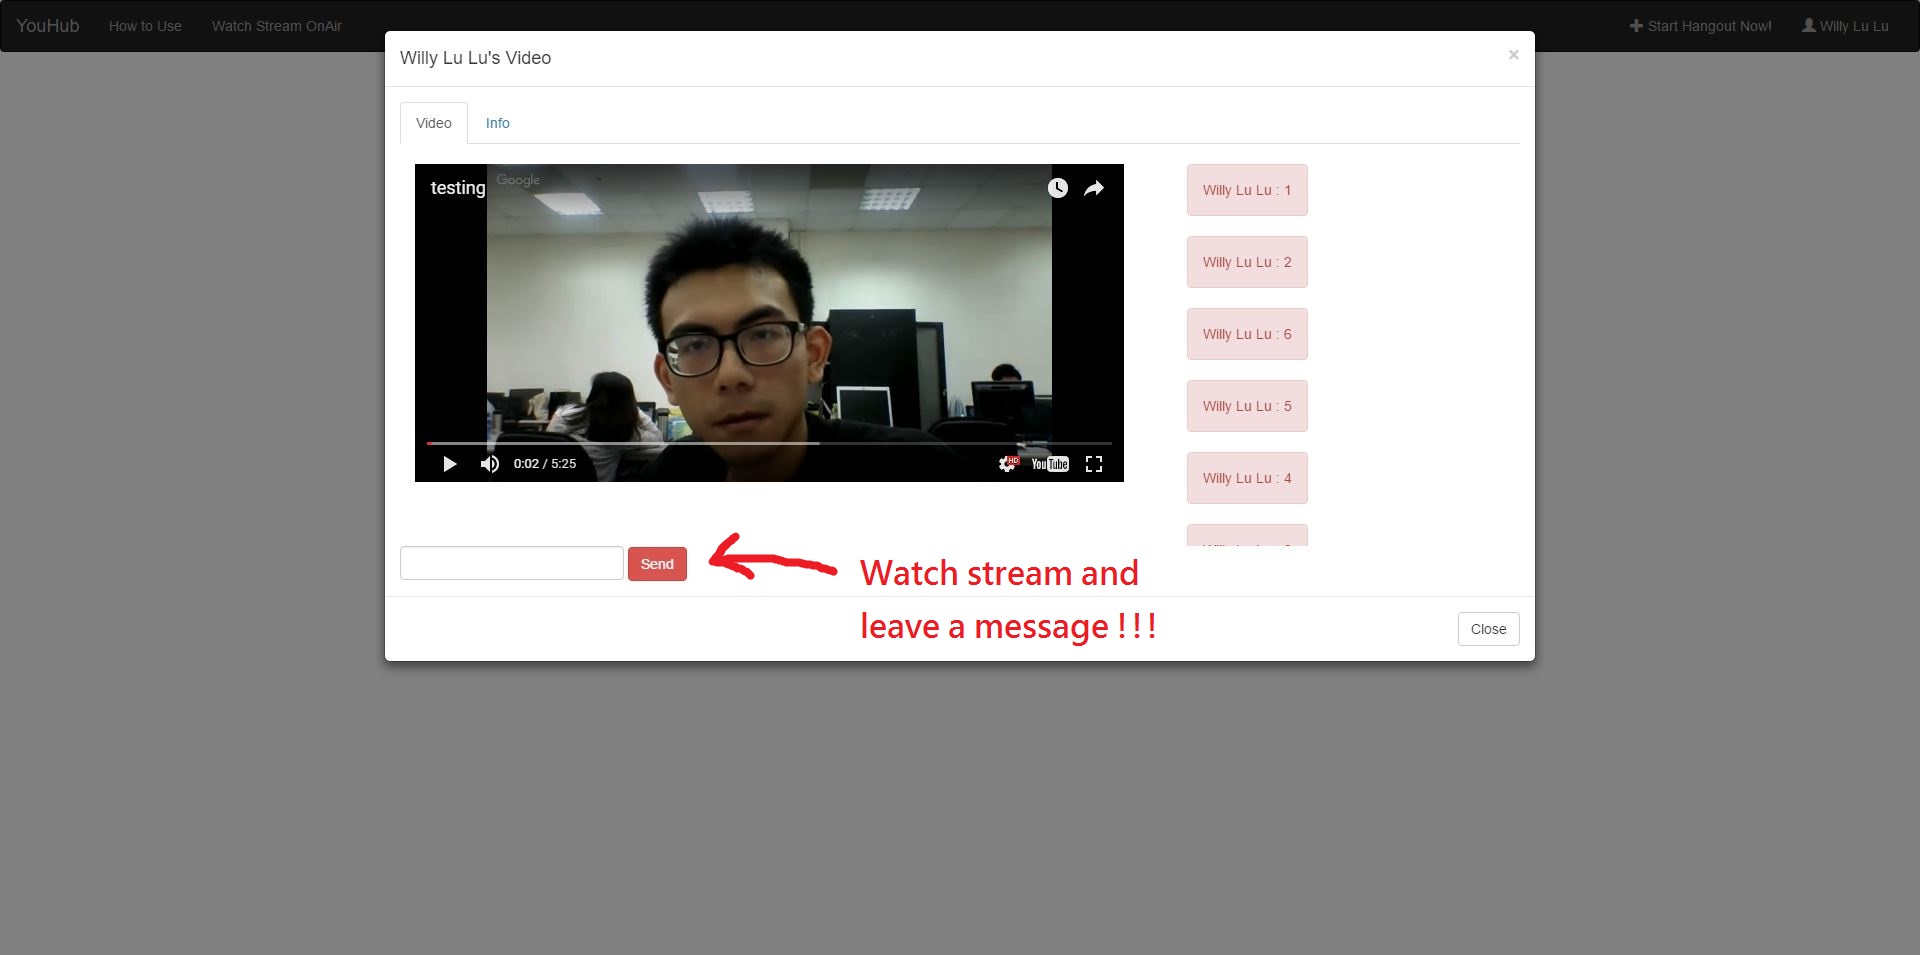 YouHub How to Use Watch Stream OnAir Start Hangout Now! Willy Lu Lu
Willy Lu Lu's Video ×
Video Info
testing Google
Willy Lu Lu : 1
Willy Lu Lu : 2
Willy Lu Lu : 6
Willy Lu Lu : 5
Willy Lu Lu : 4
0:02 / 5:25 HD YouTube
Send
Watch stream and
leave a message ! ! !
Close